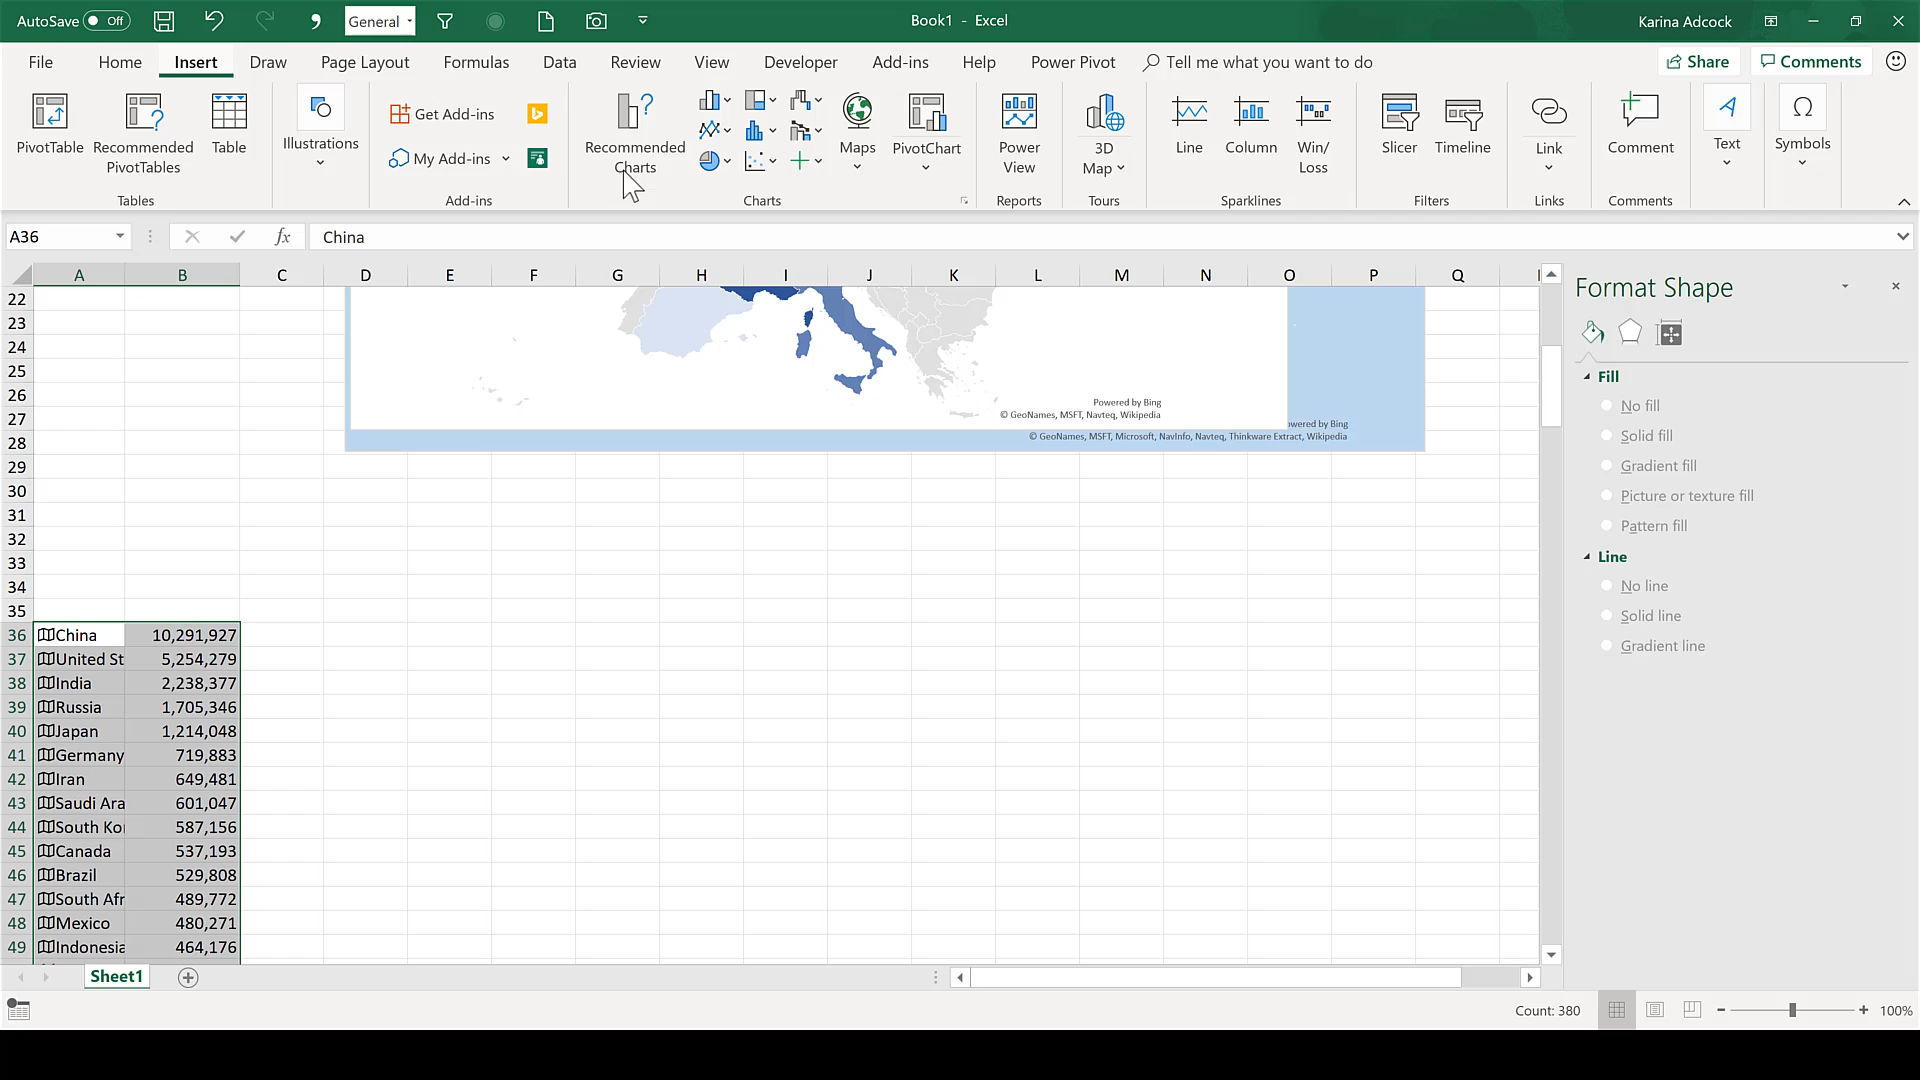 AutoSave Off General Book1 - Excel Karina Adcock
File Home Insert Draw Page Layout Formulas Data Review View Developer Add-ins Help Power Pivot Tell me what you want to do Share Comments
PivotTable Recommended PivotTables Table Illustrations Get Add-ins My Add-ins Recommended Charts Maps PivotChart Power View 3D Map Line Column Win/Loss Slicer Timeline Link Comment Text Symbols
Tables Add-ins Charts Reports Tours Sparklines Filters Links Comments
A36 fx China
A B C D E F G H I J K L M N O P Q
22
23
24
25
26
27
28
29
30
31
32
33
34
35
36 China 10,291,927
37 United St 5,254,279
38 India 2,238,377
39 Russia 1,705,346
40 Japan 1,214,048
41 Germany 719,883
42 Iran 649,481
43 Saudi Ara 601,047
44 South Kor 587,156
45 Canada 537,193
46 Brazil 529,808
47 South Afr 489,772
48 Mexico 480,271
49 Indonesia 464,176
Powered by Bing
© GeoNames, MSFT, Navteq, Wikipedia
owered by Bing
© GeoNames, MSFT, Microsoft, NavInfo, Navteq, Thinkware Extract, Wikipedia
Format Shape
Fill
No fill
Solid fill
Gradient fill
Picture or texture fill
Pattern fill
Line
No line
Solid line
Gradient line
Sheet1
Count: 380 100%